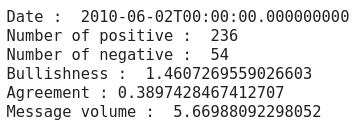 Date :  2010-06-02T00:00:00.000000000
Number of positive :  236
Number of negative :  54
Bullishness :  1.4607269559026603
Agreement : 0.3897428467412707
Message volume :  5.66988092298052